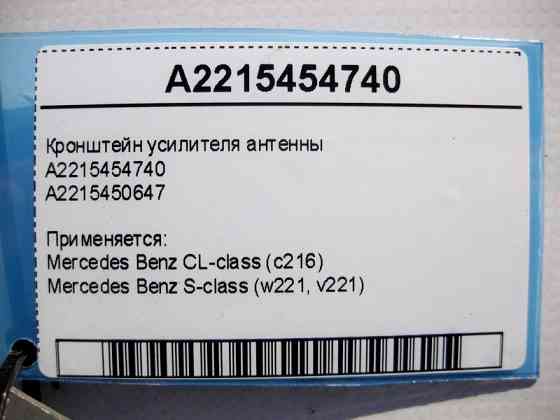 A2215454740
Кронштейн усилителя антенны
A2215454740
A2215450647
Применяется:
Mercedes Benz CL-class (c216)
Mercedes Benz S-class (w221, v221)